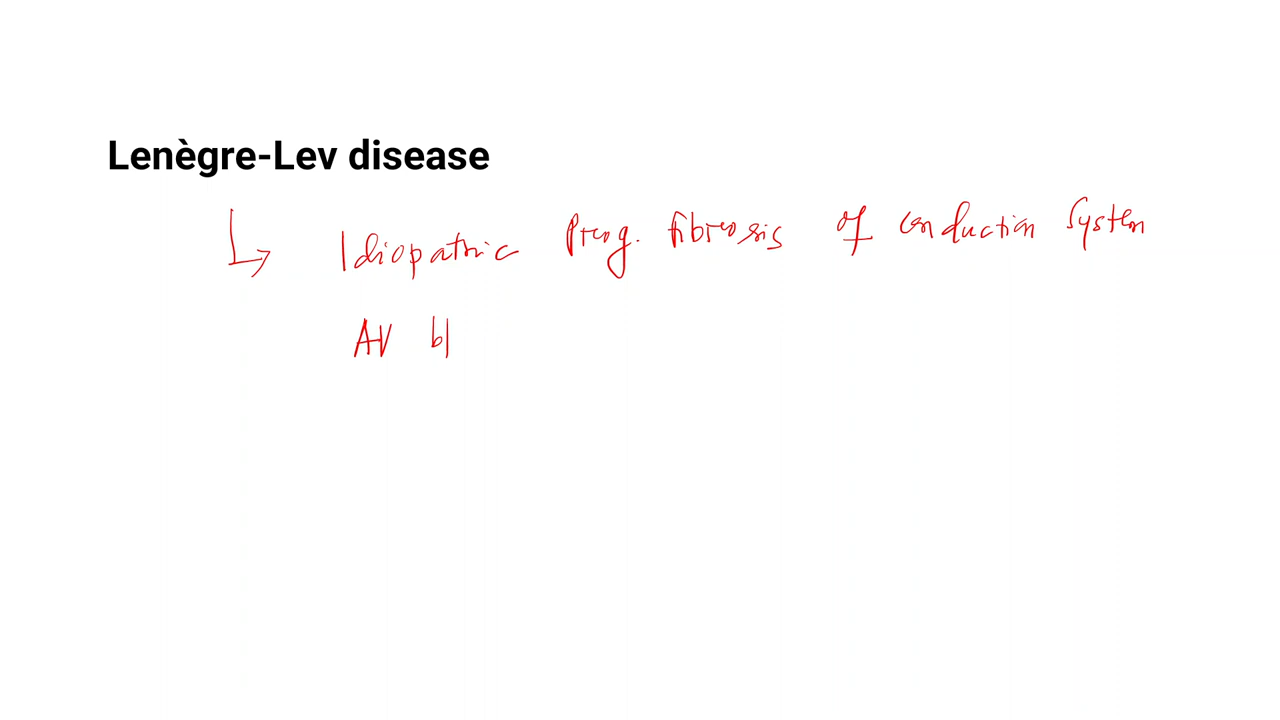 Lenègre-Lev disease
Idiopathic Prog. fibrosis of conduction system
AV bl